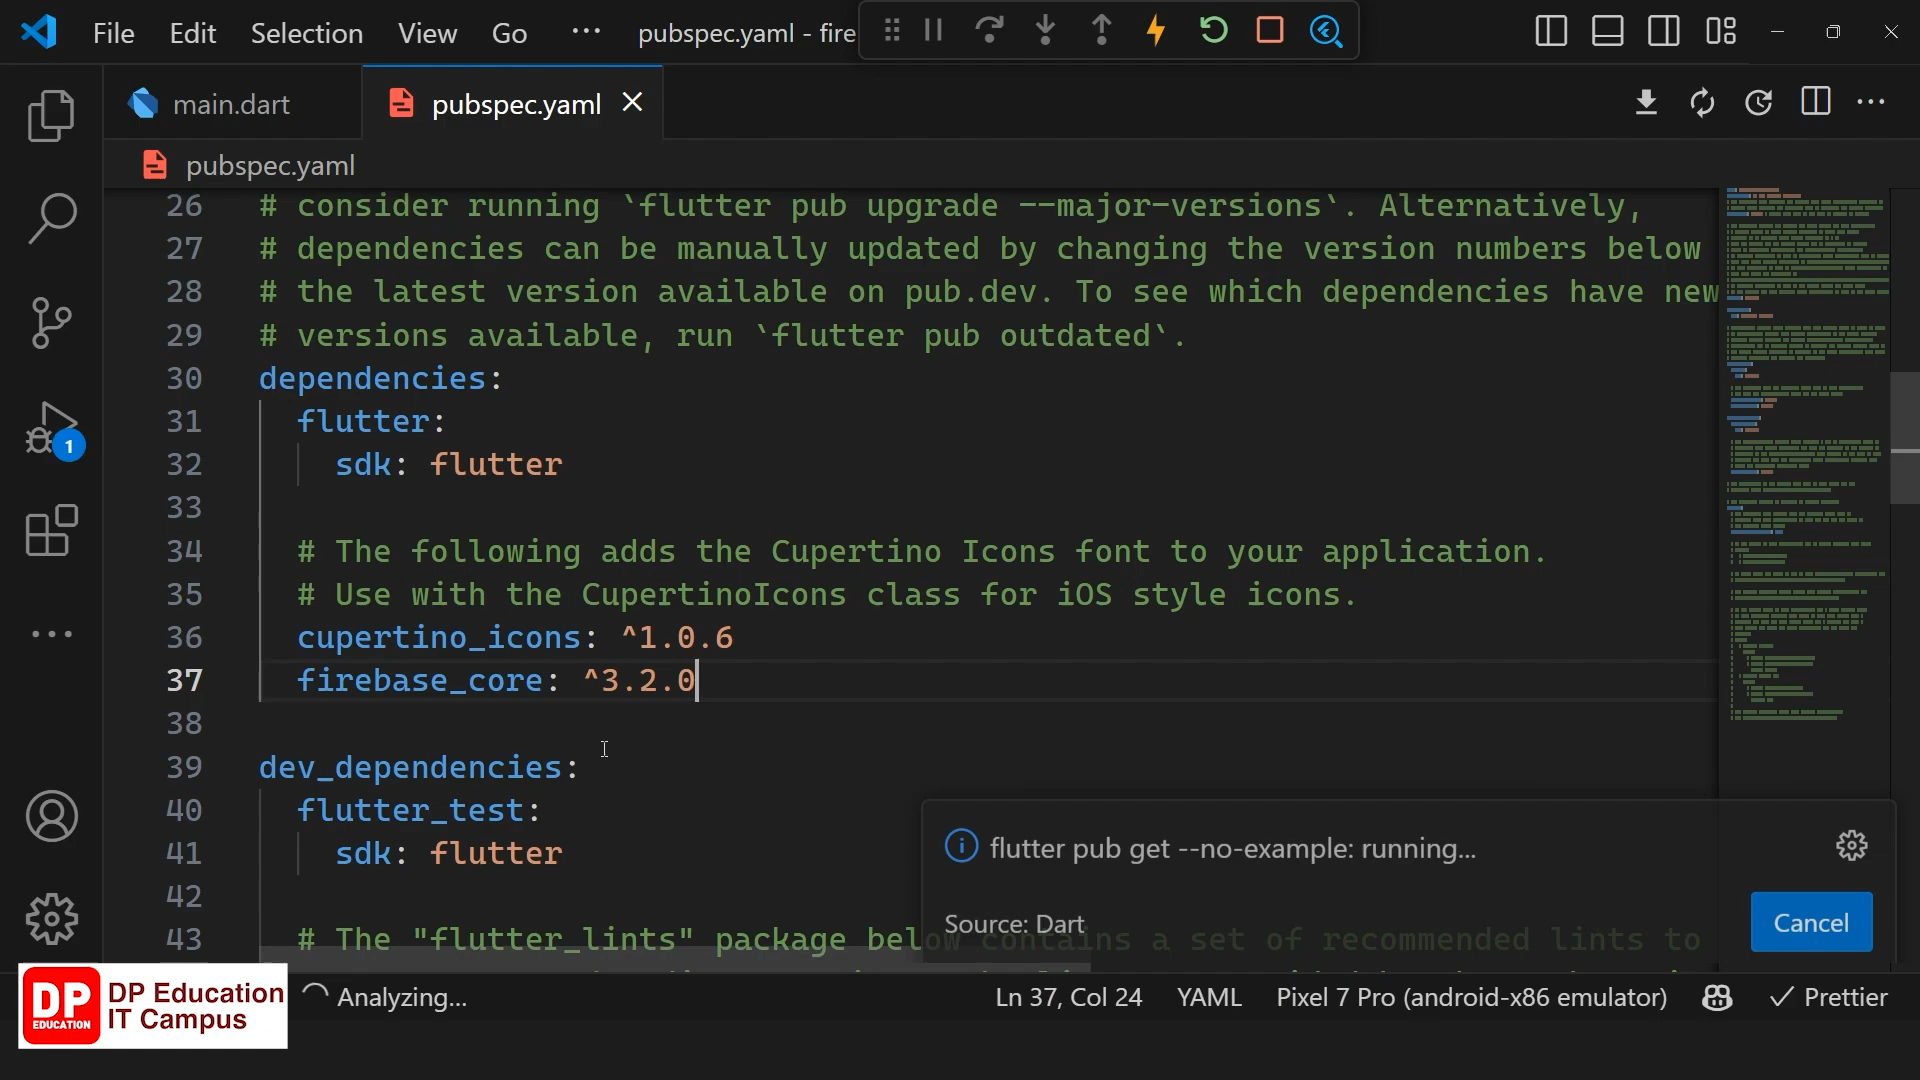 File Edit Selection View Go ··· pubspec.yaml - fire
main.dart pubspec.yaml
pubspec.yaml
26 # consider running `flutter pub upgrade --major-versions`. Alternatively,
27 # dependencies can be manually updated by changing the version numbers below
28 # the latest version available on pub.dev. To see which dependencies have new
29 # versions available, run `flutter pub outdated`.
30 dependencies:
31 flutter:
32 sdk: flutter
33
34 # The following adds the Cupertino Icons font to your application.
35 # Use with the CupertinoIcons class for iOS style icons.
36 cupertino_icons: ^1.0.6
37 firebase_core: ^3.2.0
38
39 dev_dependencies:
40 flutter_test:
41 sdk: flutter
42
43 # The "flutter_lints" package below contains a set of recommended lints to
1
flutter pub get --no-example: running...
Source: Dart
Cancel
DP EDUCATION
DP Education
IT Campus
Analyzing...
Ln 37, Col 24 YAML Pixel 7 Pro (android-x86 emulator) Prettier